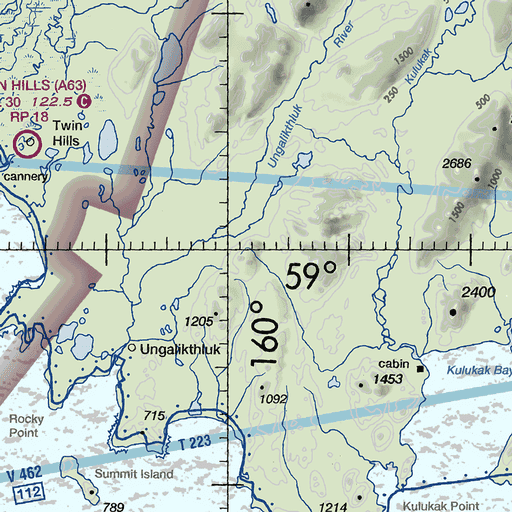 River
1500
Kulukak
250
N HILLS (A63)
30 122.5 C
RP 18
Twin
Hills
500
Ungalikthluk
cannery
2686
1000
1500
59°
160°
2400
1205
Ungalikthluk
cabin
1453
Kulukak Bay
1092
Rocky
Point
715
T 223
V 462
112
Summit Island
789
1214
Kulukak Point